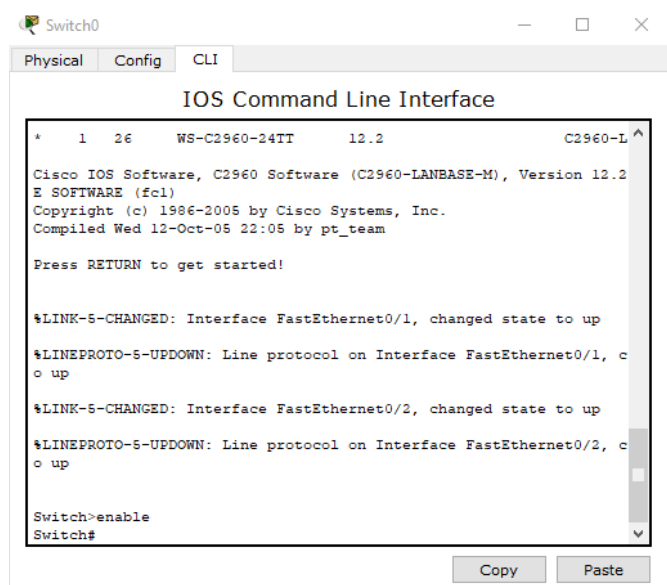 Switch0
Physical Config CLI
IOS Command Line Interface
* 1 26 WS-C2960-24TT 12.2 C2960-L
Cisco IOS Software, C2960 Software (C2960-LANBASE-M), Version 12.2
E SOFTWARE (fc1)
Copyright (c) 1986-2005 by Cisco Systems, Inc.
Compiled Wed 12-Oct-05 22:05 by pt_team
Press RETURN to get started!
%LINK-5-CHANGED: Interface FastEthernet0/1, changed state to up
%LINEPROTO-5-UPDOWN: Line protocol on Interface FastEthernet0/1, c
o up
%LINK-5-CHANGED: Interface FastEthernet0/2, changed state to up
%LINEPROTO-5-UPDOWN: Line protocol on Interface FastEthernet0/2, c
o up
Switch>enable
Switch#
Copy Paste